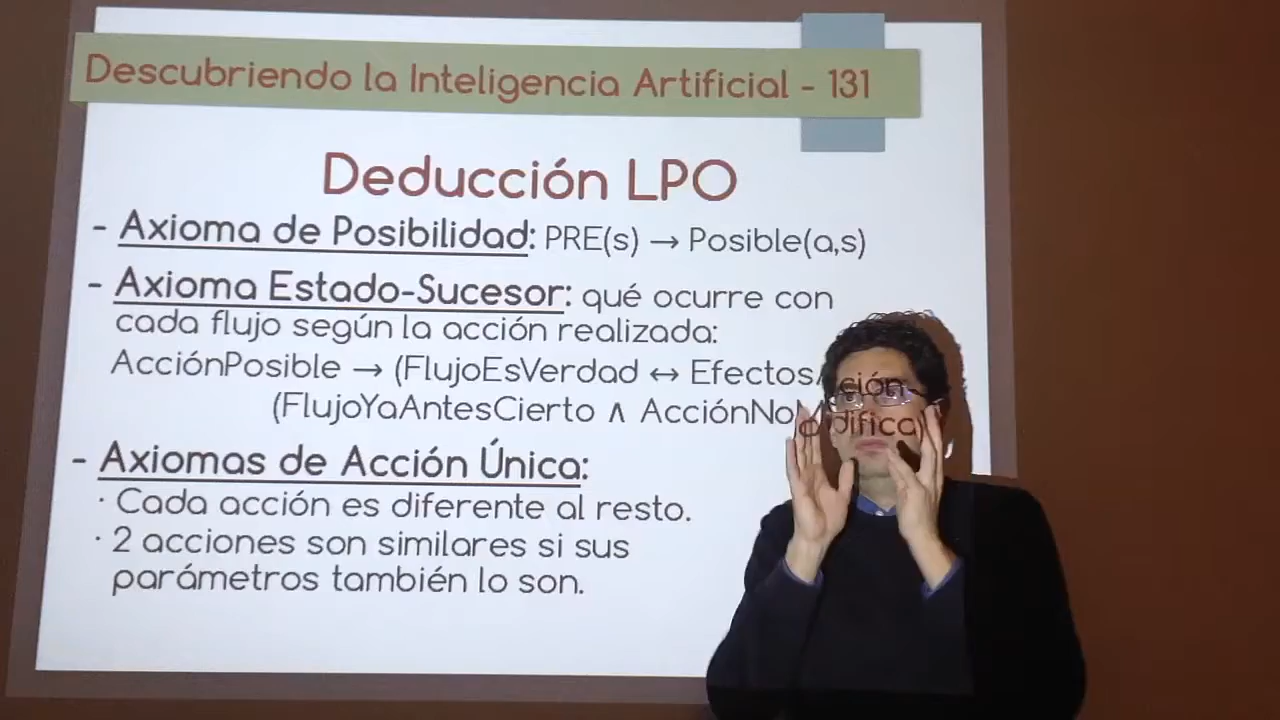 Descubriendo la Inteligencia Artificial - 131
Deducción LPO
- Axioma de Posibilidad: PRE(s) → Posible(a,s)
- Axioma Estado-Sucesor: qué ocurre con
cada flujo según la acción realizada:
AcciónPosible → (FlujoEsVerdad ↔ EfectosAcción
(FlujoYaAntesCierto ∧ AcciónNoModifica)
- Axiomas de Acción Única:
· Cada acción es diferente al resto.
· 2 acciones son similares si sus
parámetros también lo son.